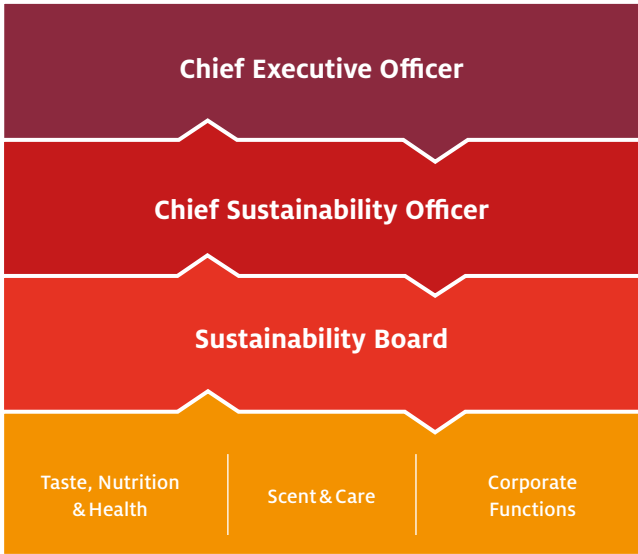 Chief Executive Officer
Chief Sustainability Officer
Sustainability Board
Taste, Nutrition
& Health
Scent & Care
Corporate
Functions